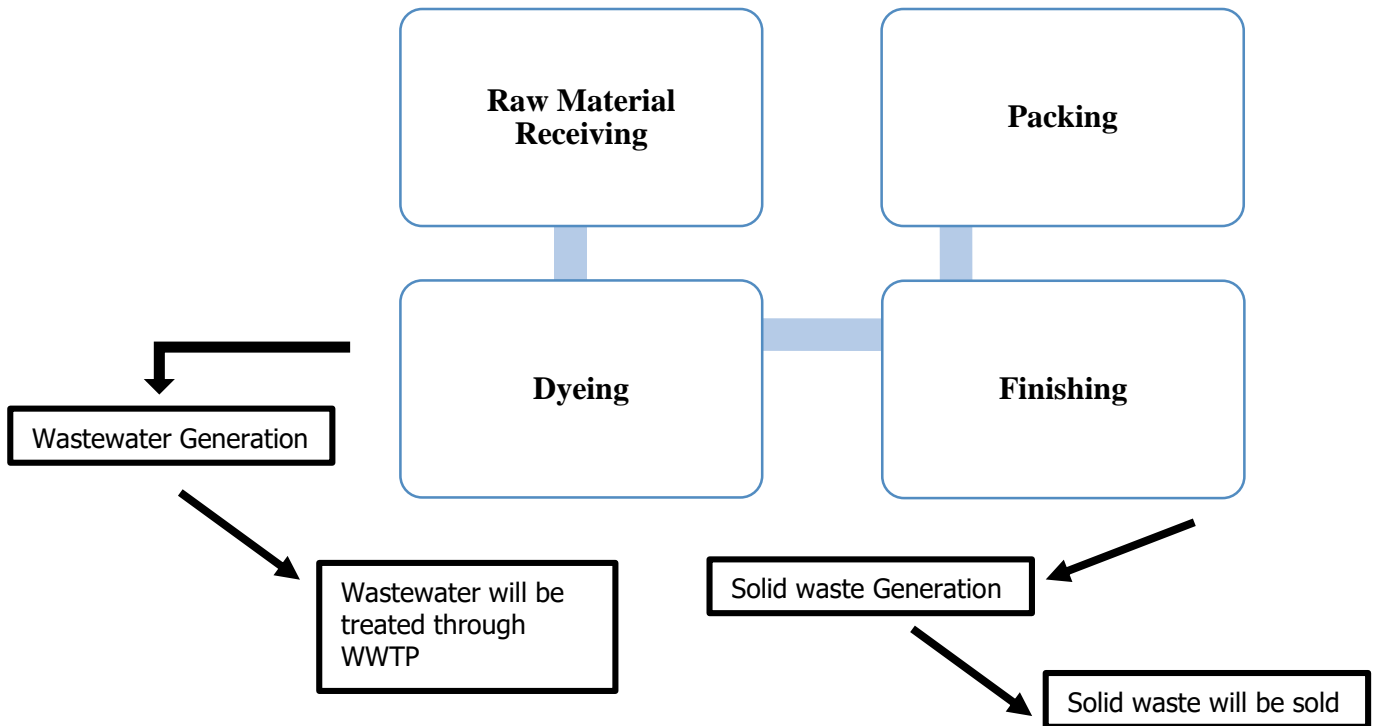 Raw Material
Receiving
Packing
Dyeing
Finishing
Wastewater Generation
Wastewater will be
treated through
WWTP
Solid waste Generation
Solid waste will be sold